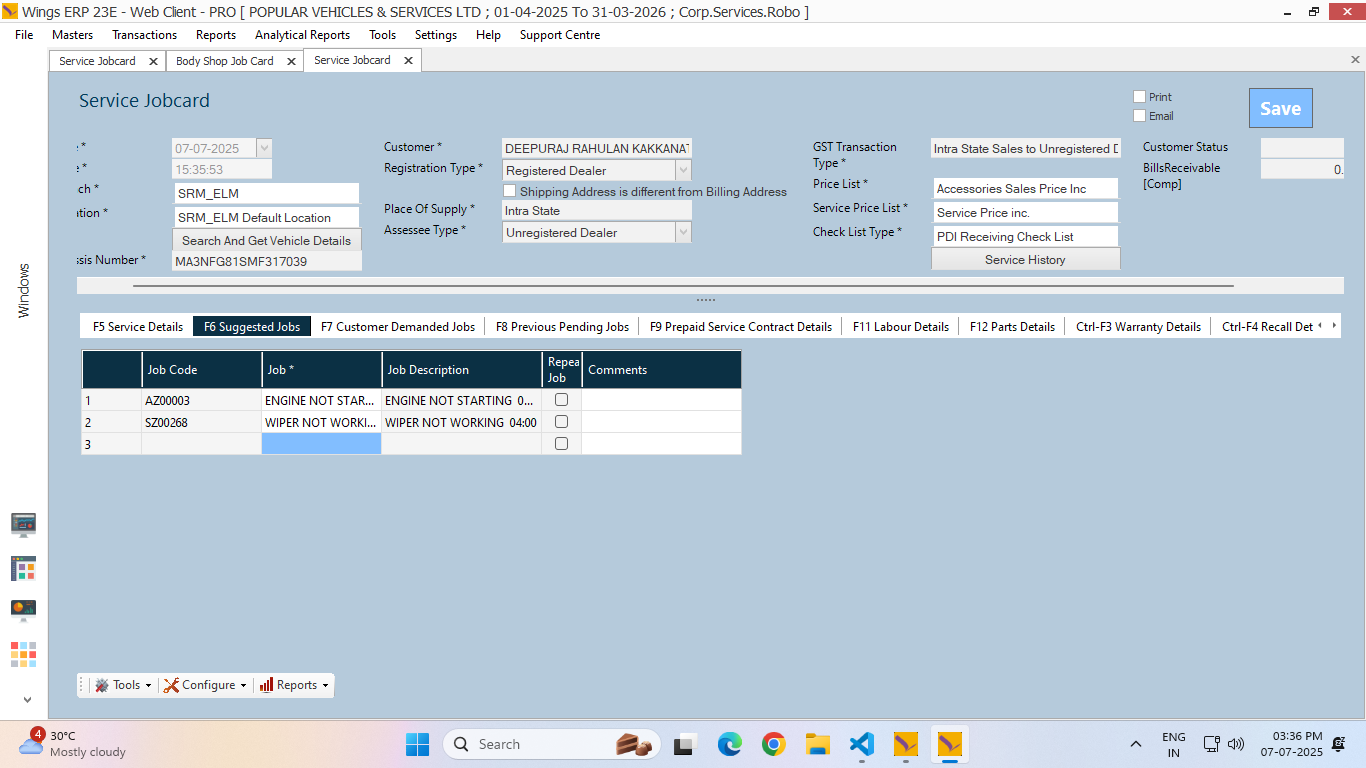 Wings ERP 23E - Web Client - PRO [ POPULAR VEHICLES & SERVICES LTD ; 01-04-2025 To 31-03-2026 ; Corp.Services.Robo ]
File Masters Transactions Reports Analytical Reports Tools Settings Help Support Centre
Service Jobcard Body Shop Job Card Service Jobcard
Service Jobcard
Print
Email
Save
07-07-2025
15:35:53
SRM_ELM
SRM_ELM Default Location
Search And Get Vehicle Details
ssis Number * MA3NFG81SMF317039
Customer * DEEPURAJ RAHULAN KAKKANAT
Registration Type * Registered Dealer
Shipping Address is different from Billing Address
Place Of Supply * Intra State
Assessee Type * Unregistered Dealer
GST Transaction Type * Intra State Sales to Unregistered D
Price List * Accessories Sales Price Inc
Service Price List * Service Price inc.
Check List Type * PDI Receiving Check List
Service History
Customer Status
BillsReceivable [Comp] 0.
Windows
F5 Service Details F6 Suggested Jobs F7 Customer Demanded Jobs F8 Previous Pending Jobs F9 Prepaid Service Contract Details F11 Labour Details F12 Parts Details Ctrl-F3 Warranty Details Ctrl-F4 Recall Det
Job Code Job * Job Description Repea Job Comments
1 AZ00003 ENGINE NOT STAR... ENGINE NOT STARTING 0...
2 SZ00268 WIPER NOT WORKI... WIPER NOT WORKING 04:00
3
Tools Configure Reports
4
30°C
Mostly cloudy
Search
ENG
IN
03:36 PM
07-07-2025